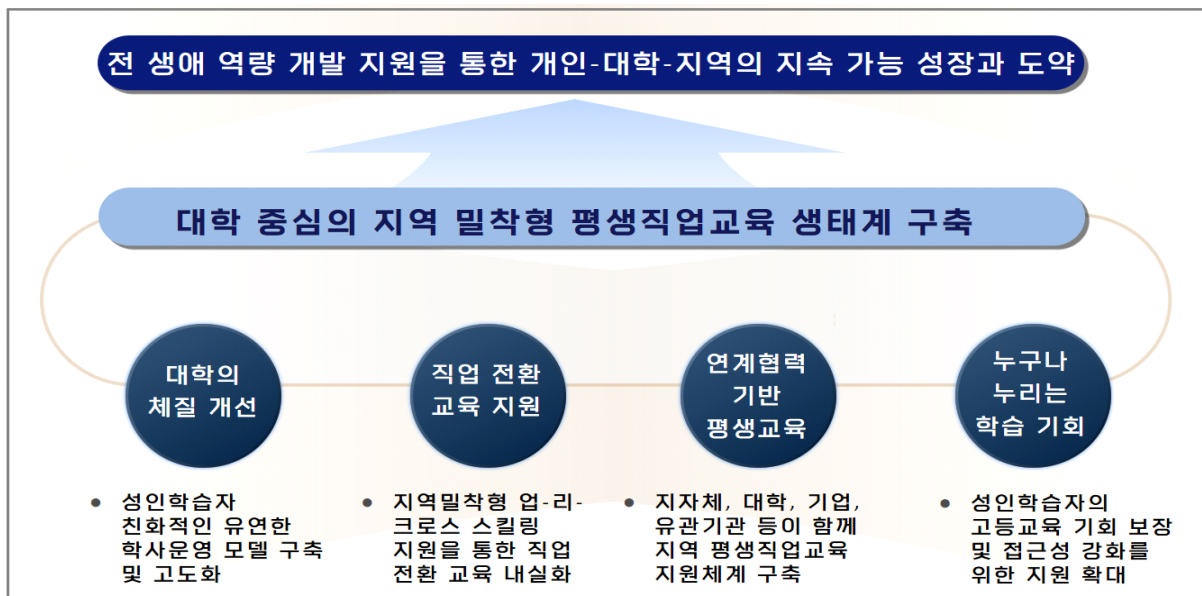 전 생애 역량 개발 지원을 통한 개인-대학-지역의 지속 가능 성장과 도약
대학 중심의 지역 밀착형 평생직업교육 생태계 구축
대학의
체질 개선
직업 전환
교육 지원
연계협력
기반
평생교육
누구나
누리는
학습 기회
● 성인학습자
친화적인 유연한
학사운영 모델 구축
및 고도화
● 지역밀착형 업-리-
크로스 스킬링
지원을 통한 직업
전환 교육 내실화
● 지자체, 대학, 기업,
유관기관 등이 함께
지역 평생직업교육
지원체계 구축
● 성인학습자의
고등교육 기회 보장
및 접근성 강화를
위한 지원 확대